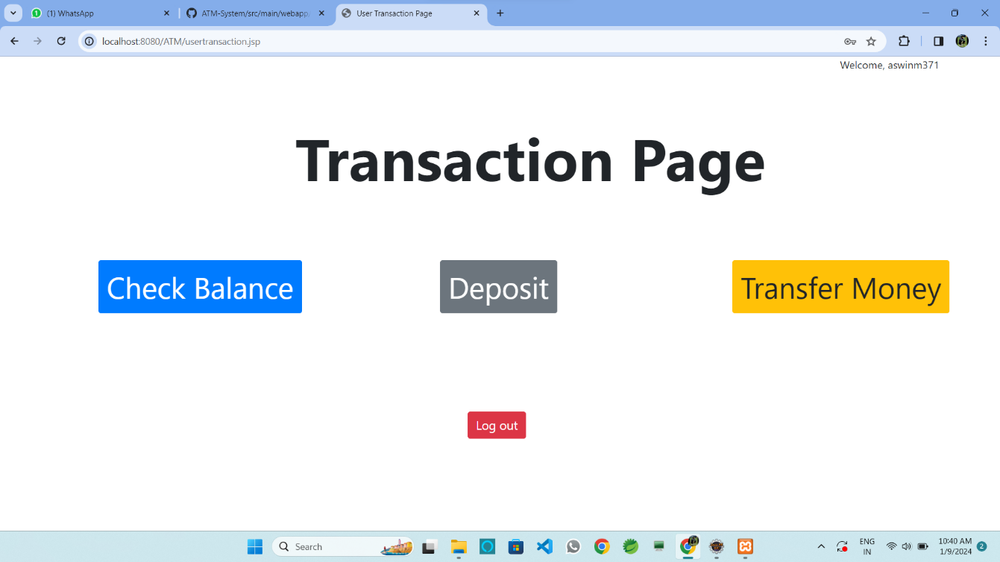 (1) WhatsApp
ATM-System/src/main/webapp/
User Transaction Page
localhost:8080/ATM/usertransaction.jsp
Welcome, aswinm371
Transaction Page
Check Balance
Deposit
Transfer Money
Log out
Search
ENG
IN
10:40 AM
1/9/2024
2